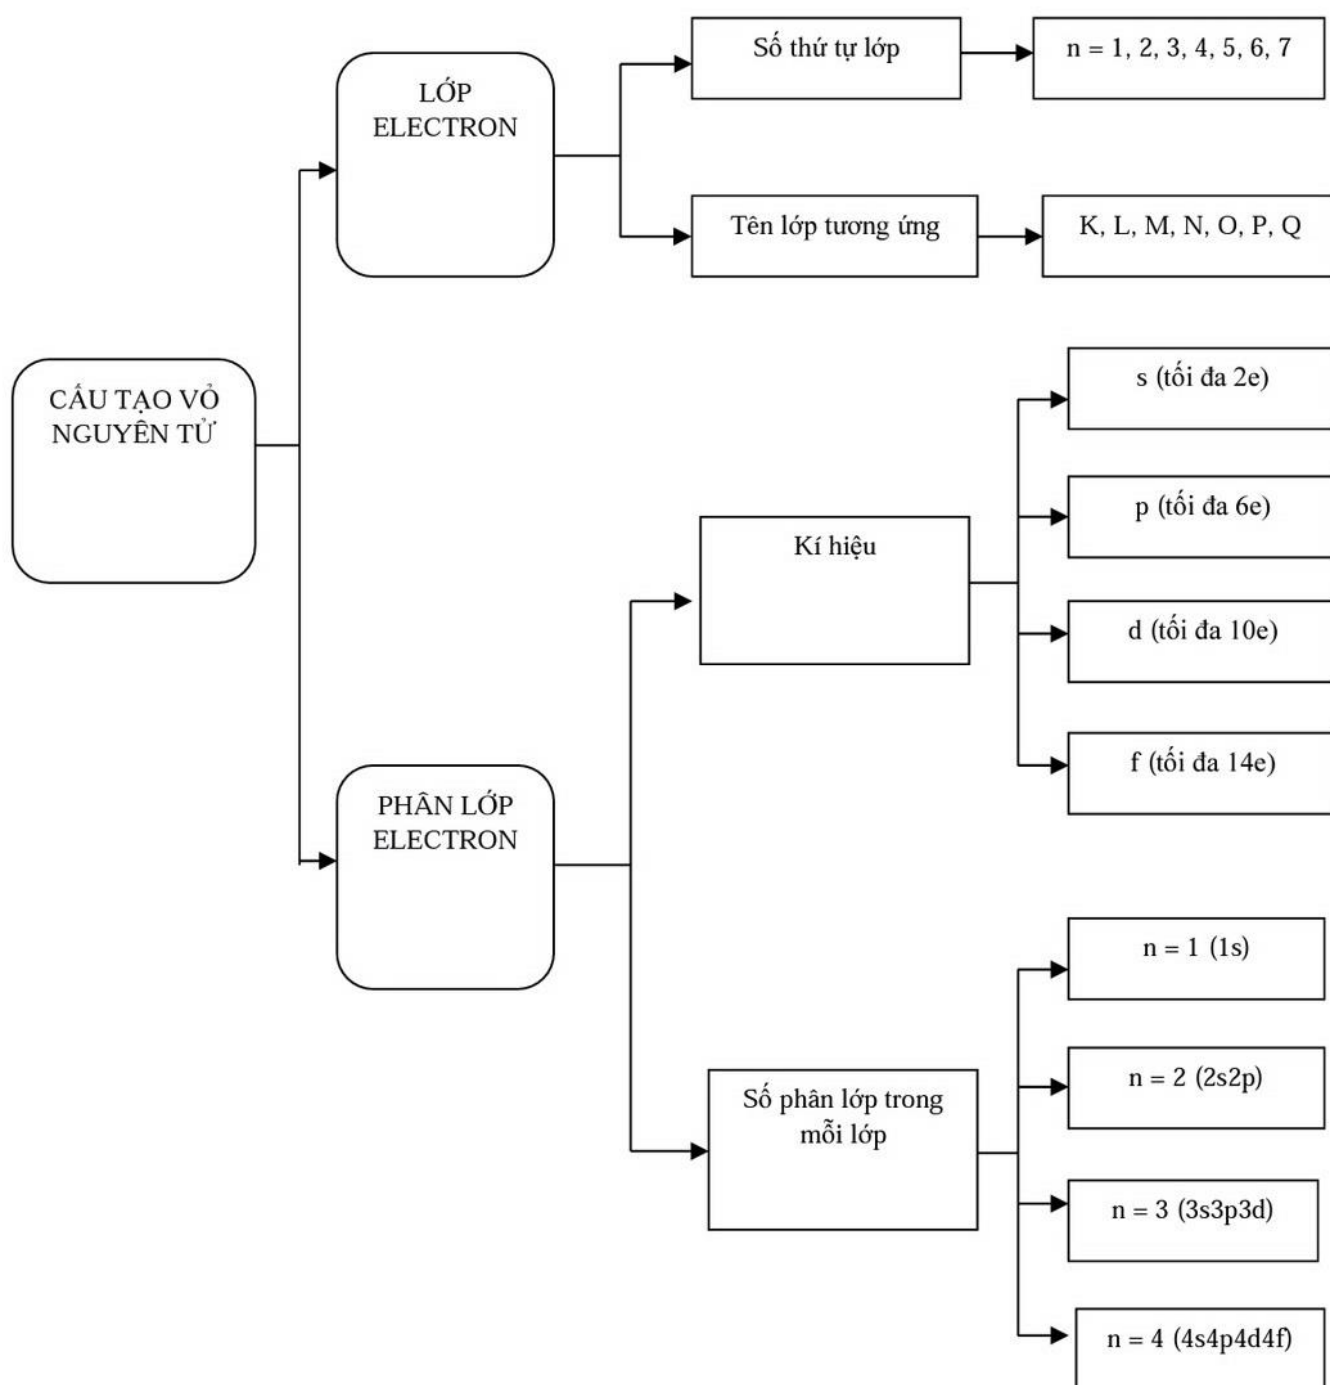 Số thứ tự lớp
n = 1, 2, 3, 4, 5, 6, 7
LỚP
ELECTRON
Tên lớp tương ứng
K, L, M, N, O, P, Q
CẤU TẠO VỎ
NGUYÊN TỬ
s (tối đa 2e)
p (tối đa 6e)
Kí hiệu
d (tối đa 10e)
f (tối đa 14e)
PHÂN LỚP
ELECTRON
n = 1 (1s)
n = 2 (2s2p)
Số phân lớp trong
mỗi lớp
n = 3 (3s3p3d)
n = 4 (4s4p4d4f)